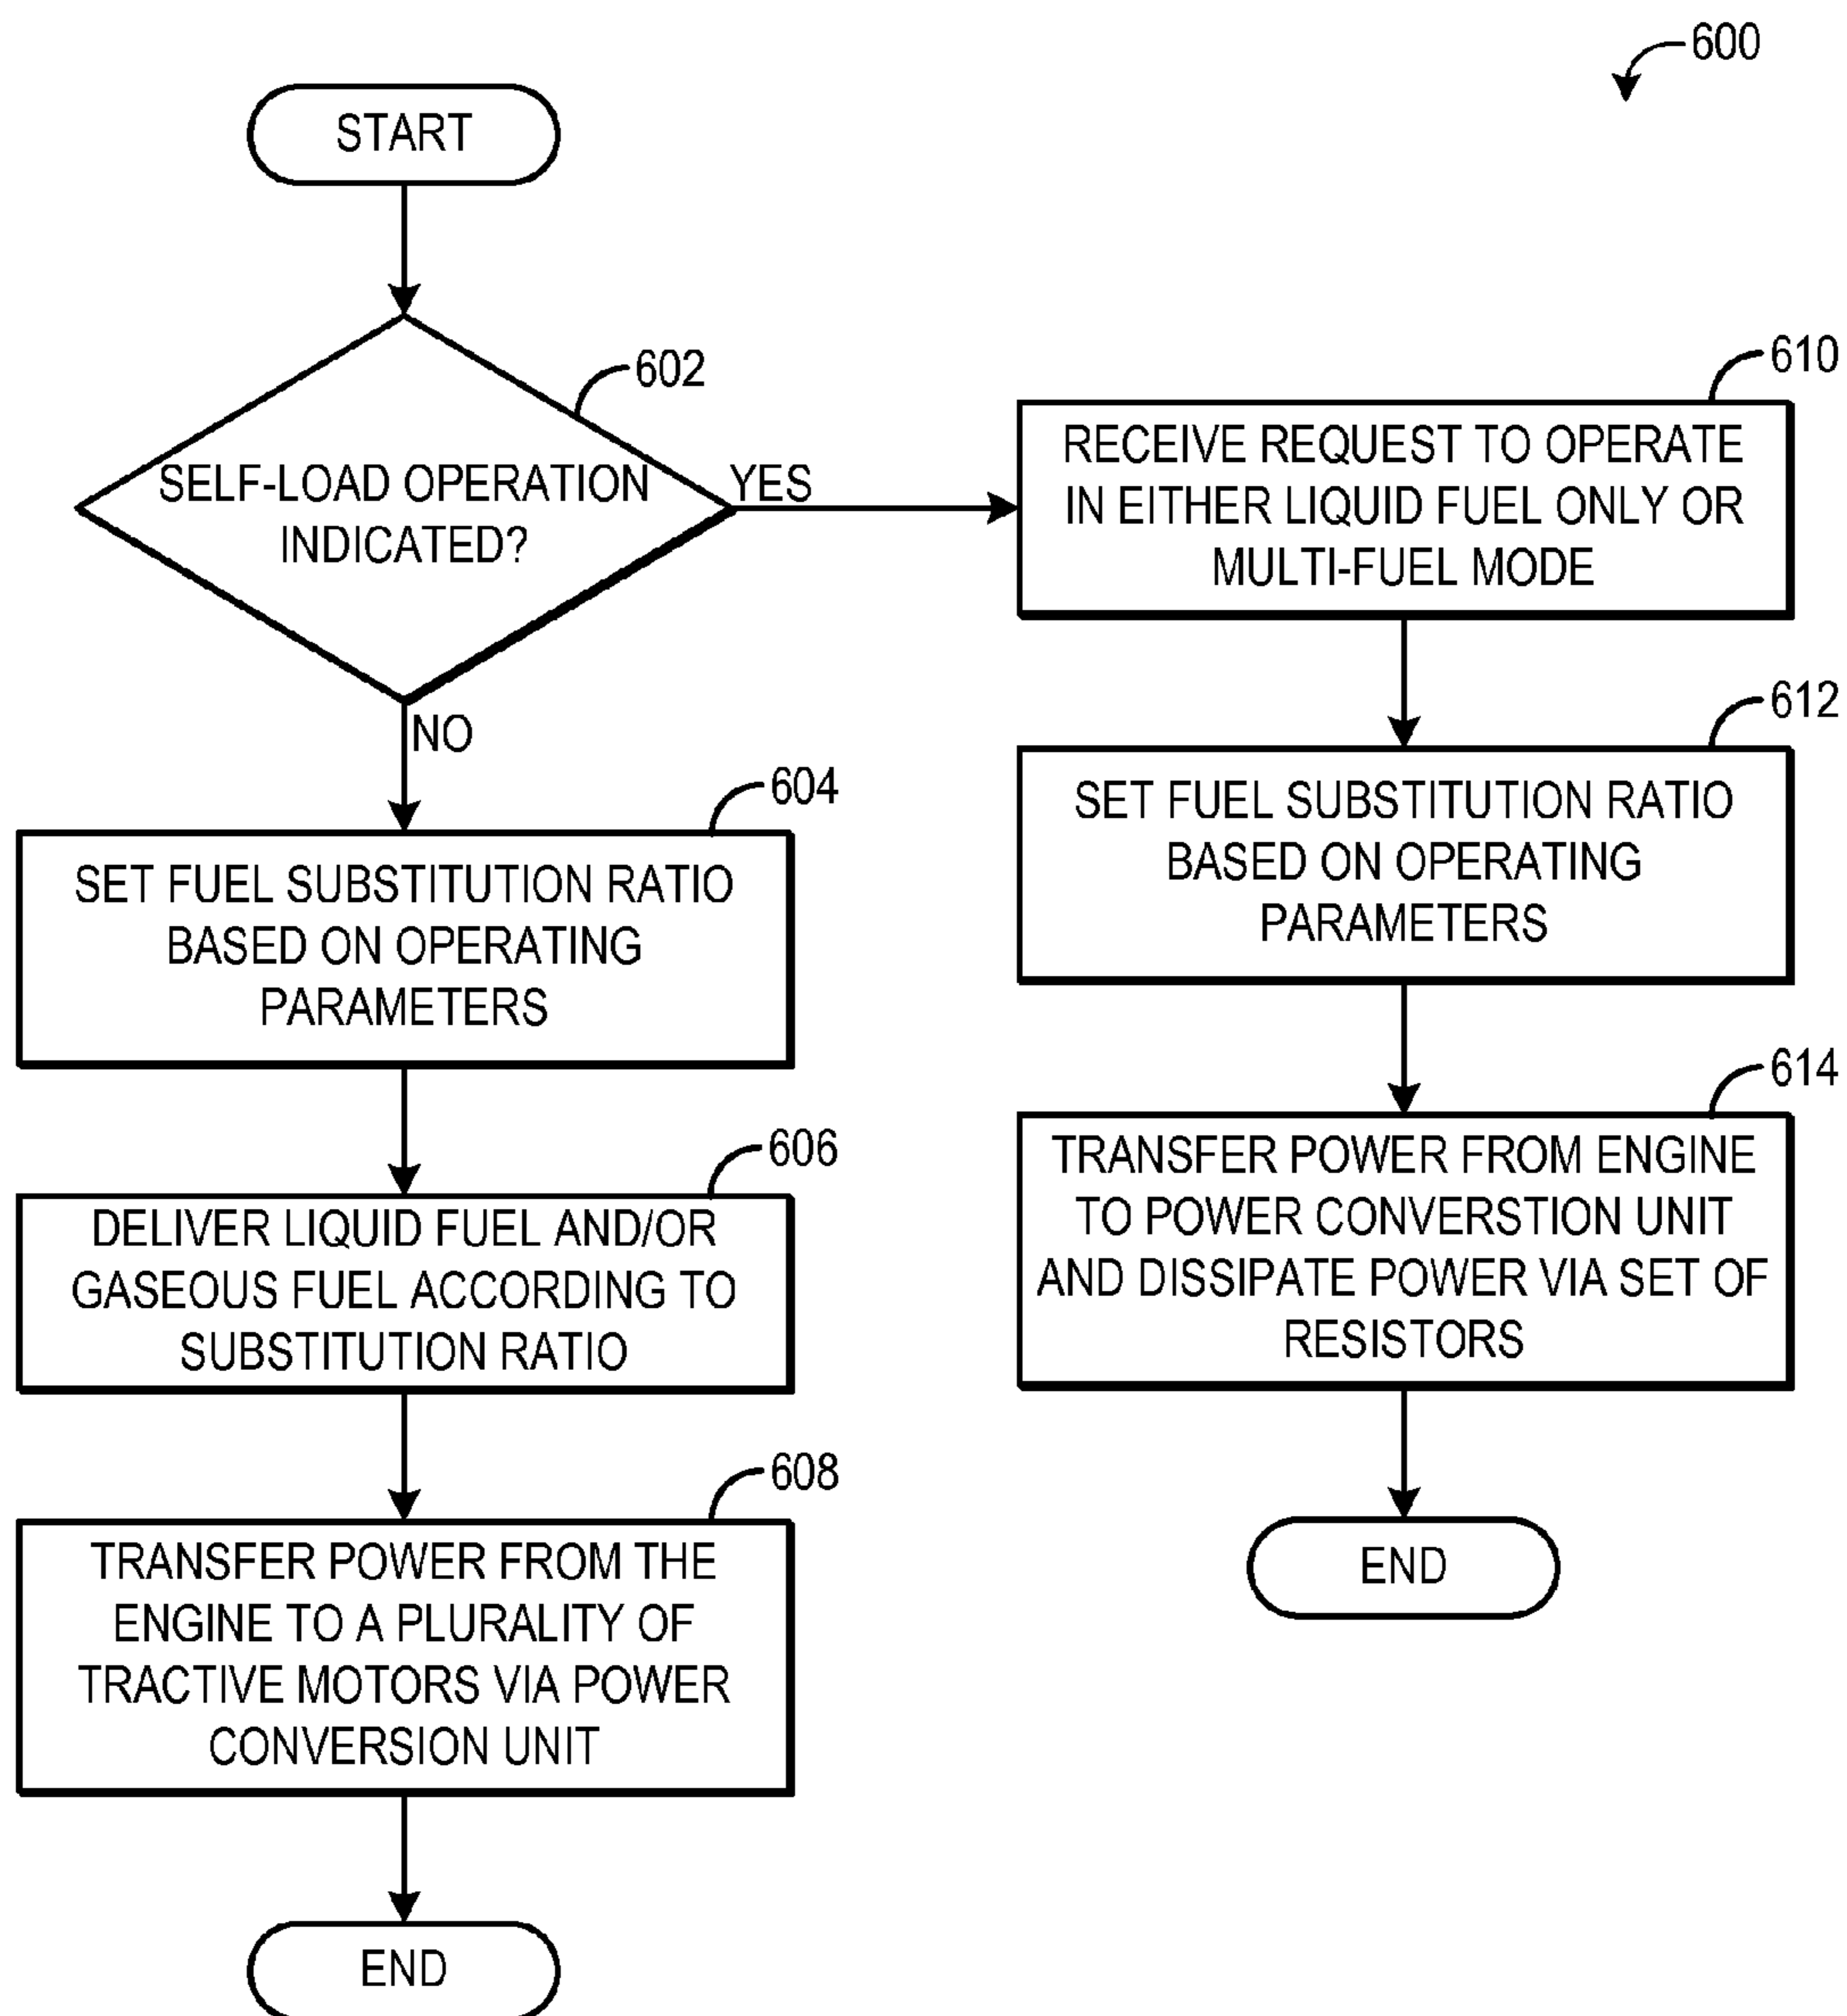 600
START
602
SELF-LOAD OPERATION
INDICATED?
YES
NO
604
SET FUEL SUBSTITUTION RATIO
BASED ON OPERATING
PARAMETERS
606
DELIVER LIQUID FUEL AND/OR
GASEOUS FUEL ACCORDING TO
SUBSTITUTION RATIO
608
TRANSFER POWER FROM THE
ENGINE TO A PLURALITY OF
TRACTIVE MOTORS VIA POWER
CONVERSION UNIT
END
610
RECEIVE REQUEST TO OPERATE
IN EITHER LIQUID FUEL ONLY OR
MULTI-FUEL MODE
612
SET FUEL SUBSTITUTION RATIO
BASED ON OPERATING
PARAMETERS
614
TRANSFER POWER FROM ENGINE
TO POWER CONVERSTION UNIT
AND DISSIPATE POWER VIA SET OF
RESISTORS
END